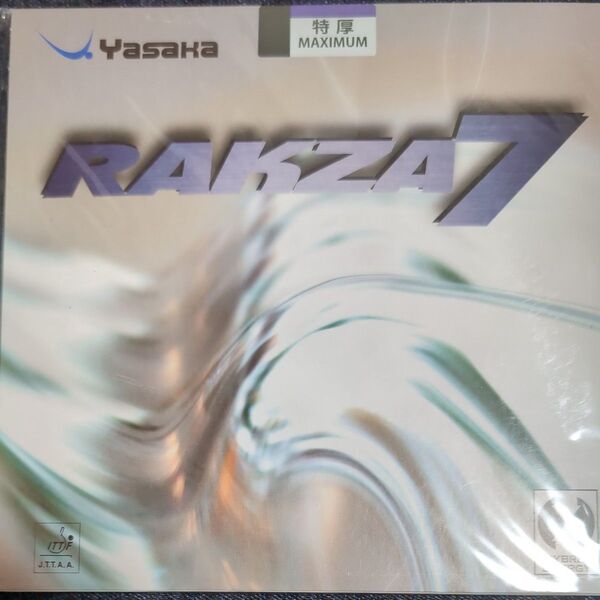 Yasaka
特厚
MAXIMUM
RAKZA7
ITTF
J.T.T.A.A.